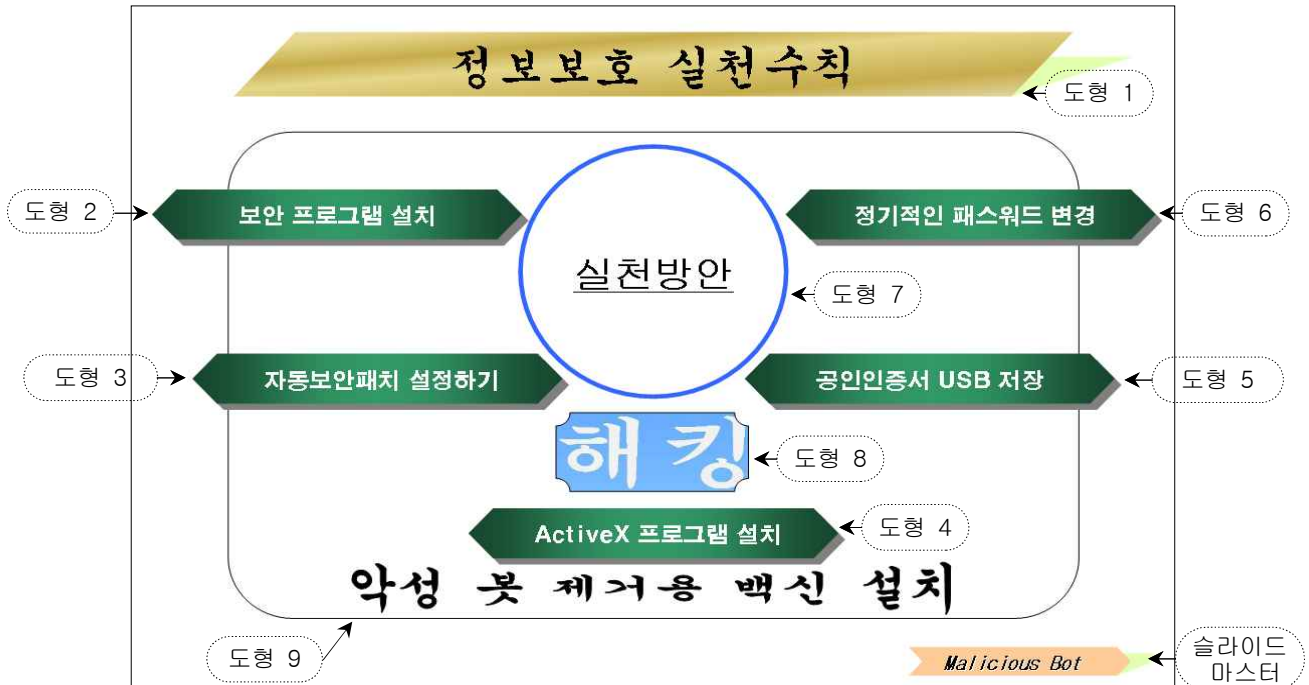 정보보호 실천수칙
도형 1
도형 2
보안 프로그램 설치
정기적인 패스워드 변경
도형 6
실천방안
도형 7
도형 3
자동보안패치 설정하기
공인인증서 USB 저장
도형 5
해킹
도형 8
ActiveX 프로그램 설치
도형 4
악성 봇 제거용 백신 설치
도형 9
Malicious Bot
슬라이드
마스터